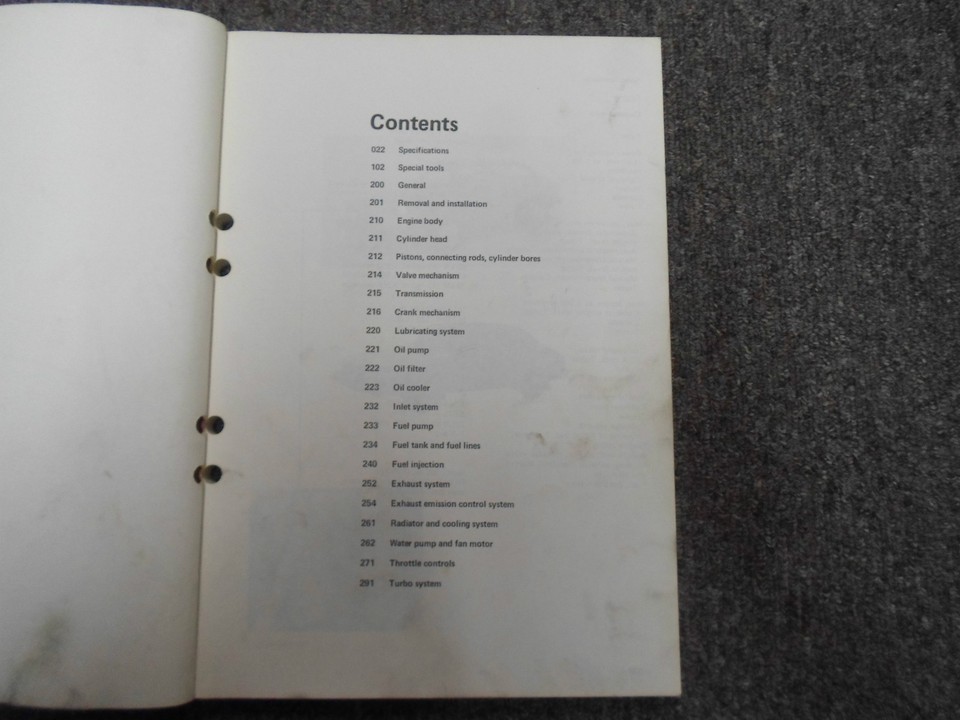 Contents
022 Specifications
102 Special tools
200 General
201 Removal and installation
210 Engine body
211 Cylinder head
212 Pistons, connecting rods, cylinder bores
214 Valve mechanism
215 Transmission
216 Crank mechanism
220 Lubricating system
221 Oil pump
222 Oil filter
223 Oil cooler
232 Inlet system
233 Fuel pump
234 Fuel tank and fuel lines
240 Fuel injection
252 Exhaust system
254 Exhaust emission control system
261 Radiator and cooling system
262 Water pump and fan motor
271 Throttle controls
291 Turbo system